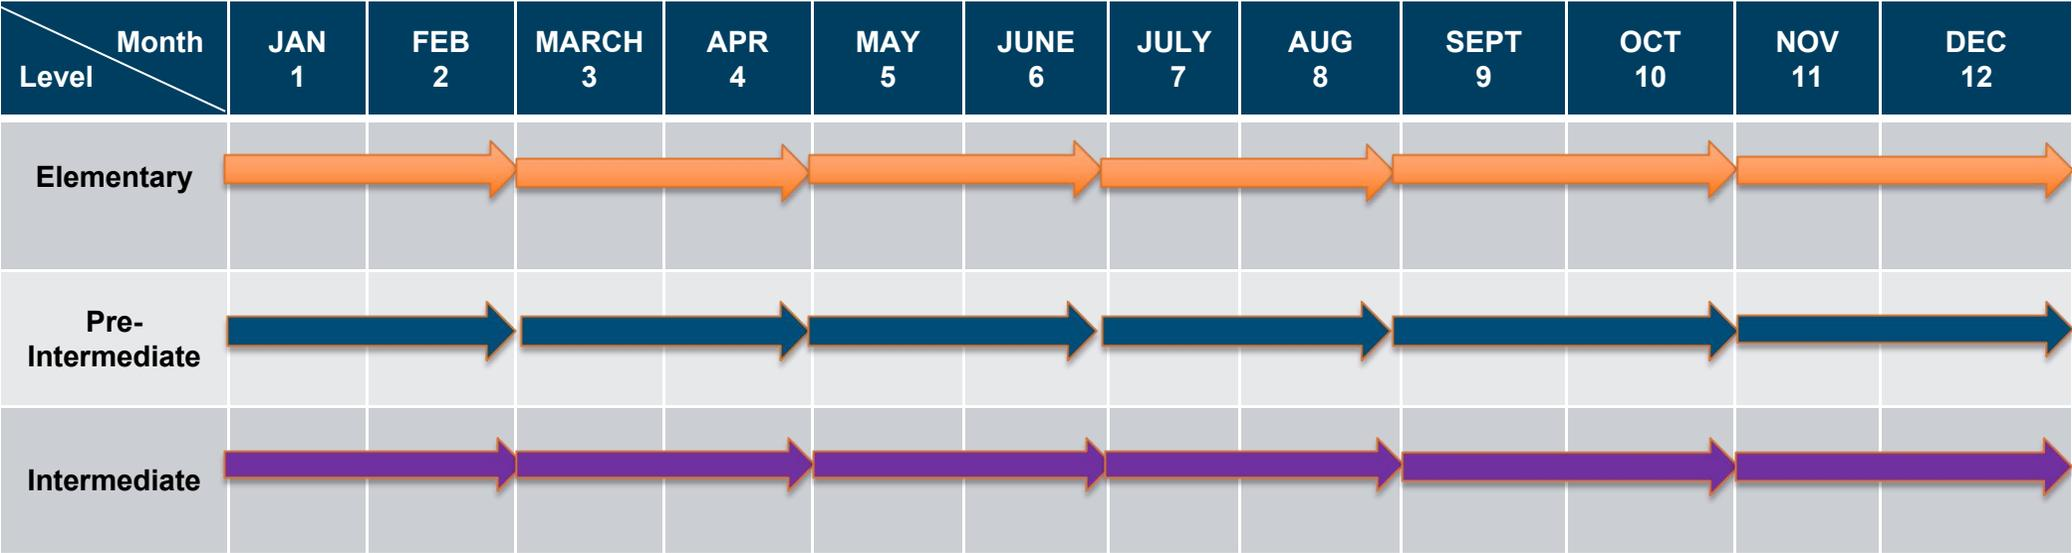 Month
Level
JAN
1
FEB
2
MARCH
3
APR
4
MAY
5
JUNE
6
JULY
7
AUG
8
SEPT
9
OCT
10
NOV
11
DEC
12
Elementary
Pre-
Intermediate
Intermediate